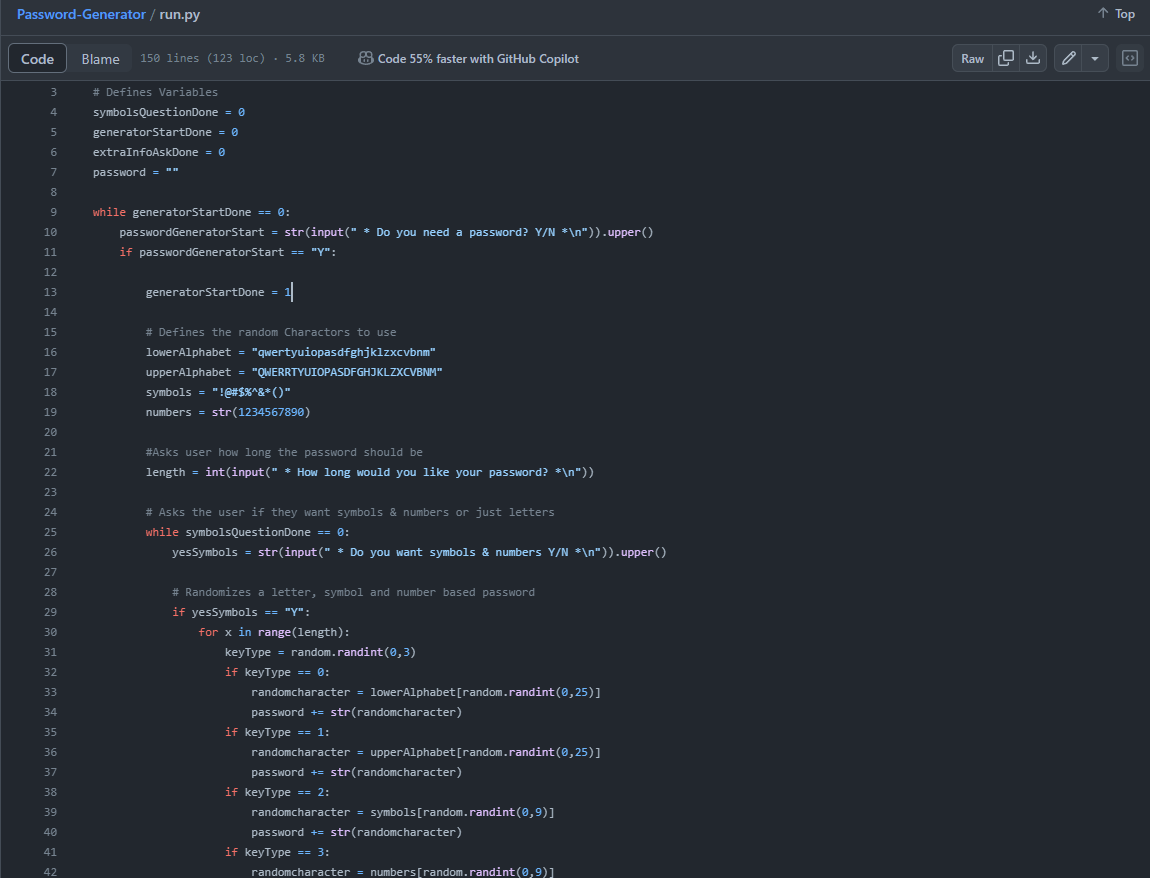 Password-Generator / run.py
Top
Code Blame 150 lines (123 loc) · 5.8 KB Code 55% faster with GitHub Copilot Raw
3 # Defines Variables
4 symbolsQuestionDone = 0
5 generatorStartDone = 0
6 extraInfoAskDone = 0
7 password = ""
8
9 while generatorStartDone == 0:
10 passwordGeneratorStart = str(input(" * Do you need a password? Y/N *\n")).upper()
11 if passwordGeneratorStart == "Y":
12
13 generatorStartDone = 1
14
15 # Defines the random Charactors to use
16 lowerAlphabet = "qwertyuiopasdfghjklzxcvbnm"
17 upperAlphabet = "QWERRTYUIOPASDFGHJKLZXCVBNM"
18 symbols = "!@#$%^&*()"
19 numbers = str(1234567890)
20
21 #Asks user how long the password should be
22 length = int(input(" * How long would you like your password? *\n"))
23
24 # Asks the user if they want symbols & numbers or just letters
25 while symbolsQuestionDone == 0:
26 yesSymbols = str(input(" * Do you want symbols & numbers Y/N *\n")).upper()
27
28 # Randomizes a letter, symbol and number based password
29 if yesSymbols == "Y":
30 for x in range(length):
31 keyType = random.randint(0,3)
32 if keyType == 0:
33 randomcharacter = lowerAlphabet[random.randint(0,25)]
34 password += str(randomcharacter)
35 if keyType == 1:
36 randomcharacter = upperAlphabet[random.randint(0,25)]
37 password += str(randomcharacter)
38 if keyType == 2:
39 randomcharacter = symbols[random.randint(0,9)]
40 password += str(randomcharacter)
41 if keyType == 3:
42 randomcharacter = numbers[random.randint(0,9)]